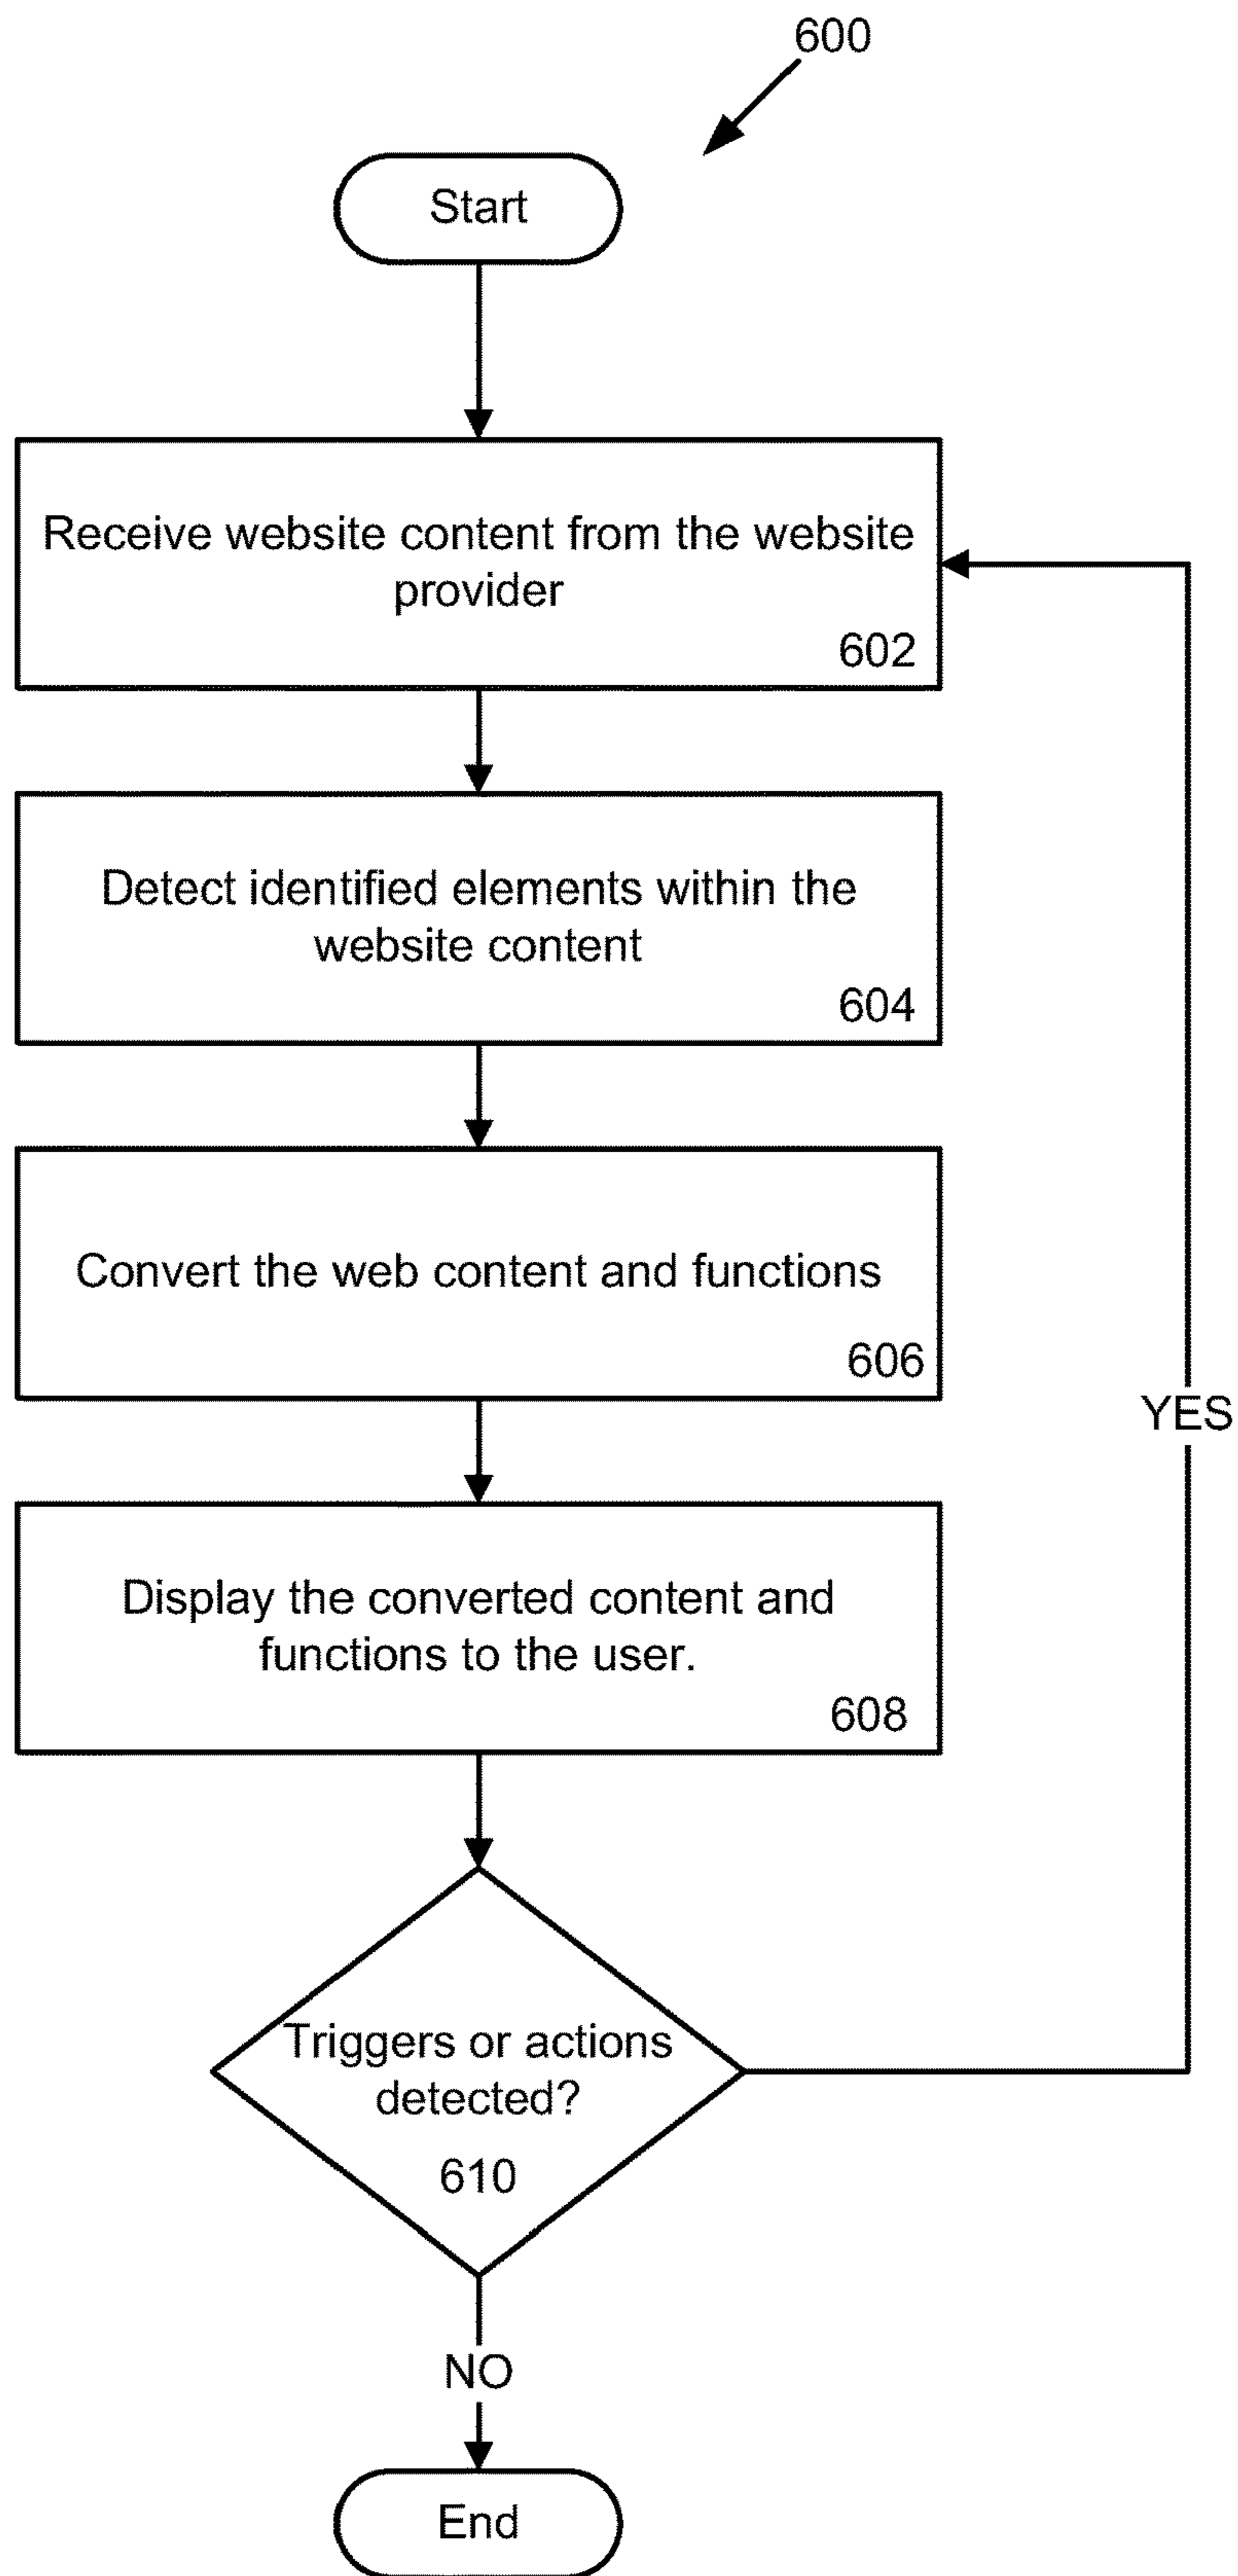 600
Start
Receive website content from the website
provider
602
Detect identified elements within the
website content
604
Convert the web content and functions
606
YES
Display the converted content and
functions to the user.
608
Triggers or actions
detected?
610
NO
End